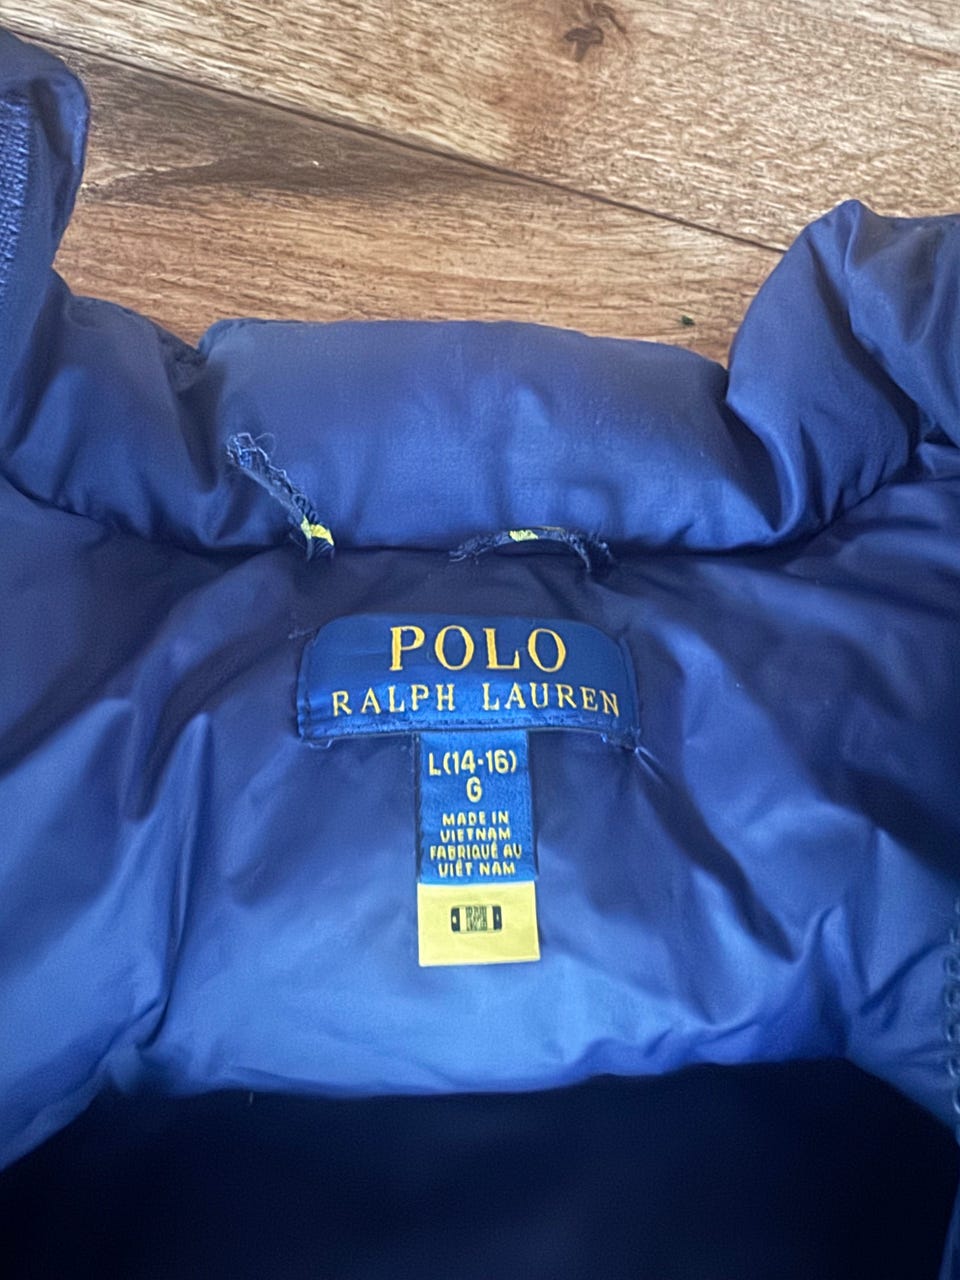 POLO
RALPH LAUREN
L(14-16)
G
MADE IN
VIETNAM
FABRIQUÉ AU
VIÊT NAM